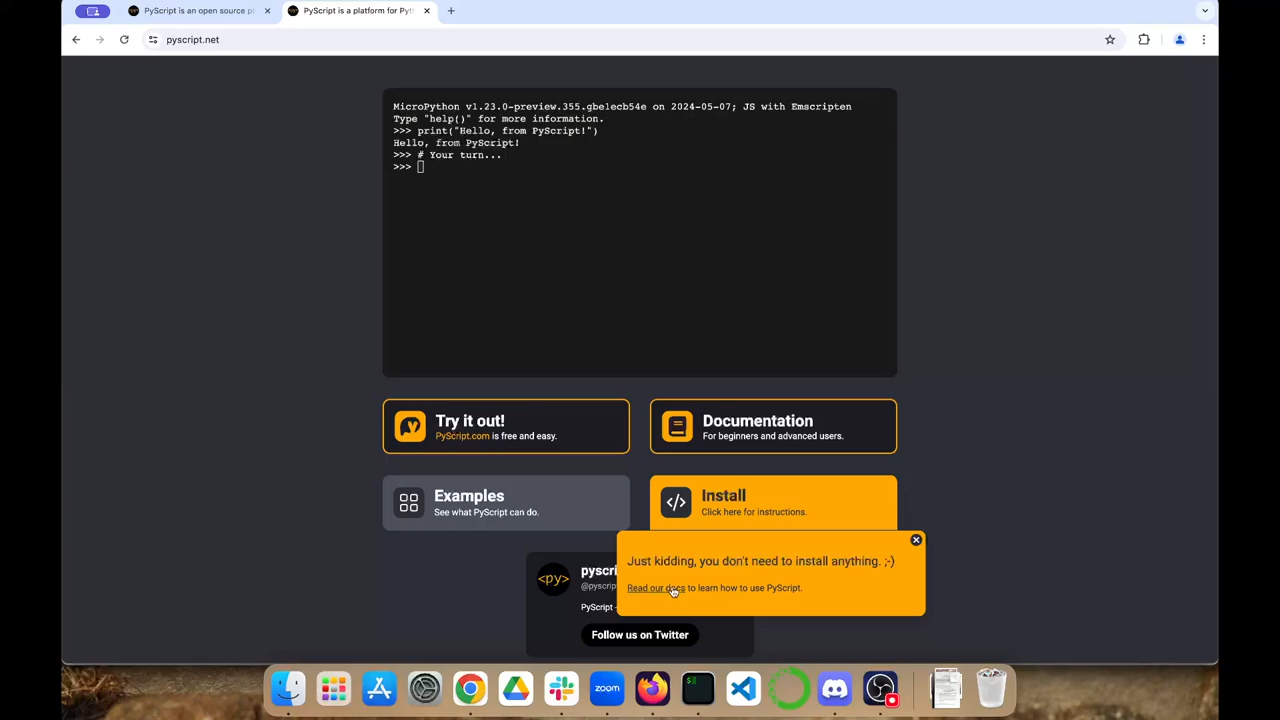 PyScript is an open source pl
PyScript is a platform for Pyth
pyscript.net
MicroPython v1.23.0-preview.355.gbe1ecb54e on 2024-05-07; JS with Emscripten
Type "help()" for more information.
>>> print("Hello, from PyScript!")
Hello, from PyScript!
>>> # Your turn...
>>>
Try it out!
PyScript.com is free and easy.
Documentation
For beginners and advanced users.
Examples
See what PyScript can do.
Install
Click here for instructions.
Just kidding, you don't need to install anything. ;-)
Read our docs to learn how to use PyScript.
<py>
pyscri
@pyscrip
PyScript -
Follow us on Twitter
zoom